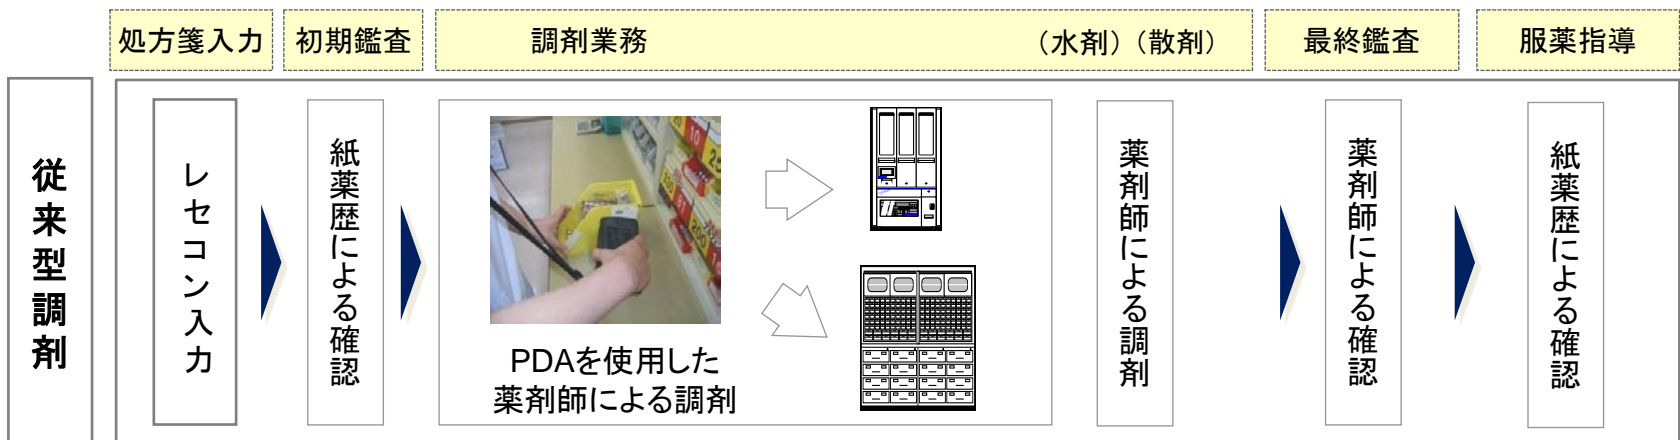 処方箋入力
初期鑑査
調剤業務
（水剤）（散剤）
最終鑑査
服薬指導
従来型調剤
レセコン入力
紙薬歴による確認
PDAを使用した
薬剤師による調剤
薬剤師による調剤
薬剤師による確認
紙薬歴による確認